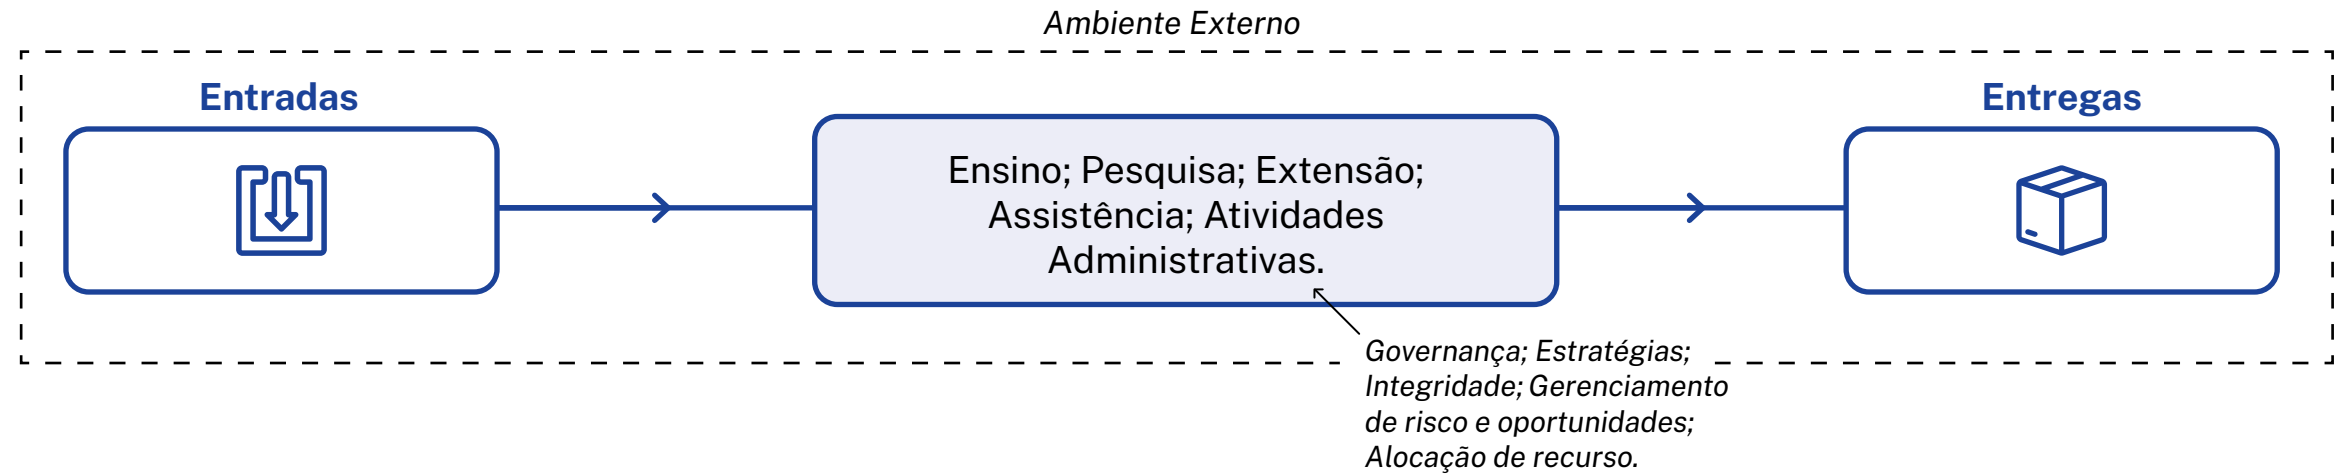 Ambiente Externo
Entradas
Entregas
Ensino; Pesquisa; Extensão;
Assistência; Atividades
Administrativas.
Governança; Estratégias;
Integridade; Gerenciamento
de risco e oportunidades;
Alocação de recurso.